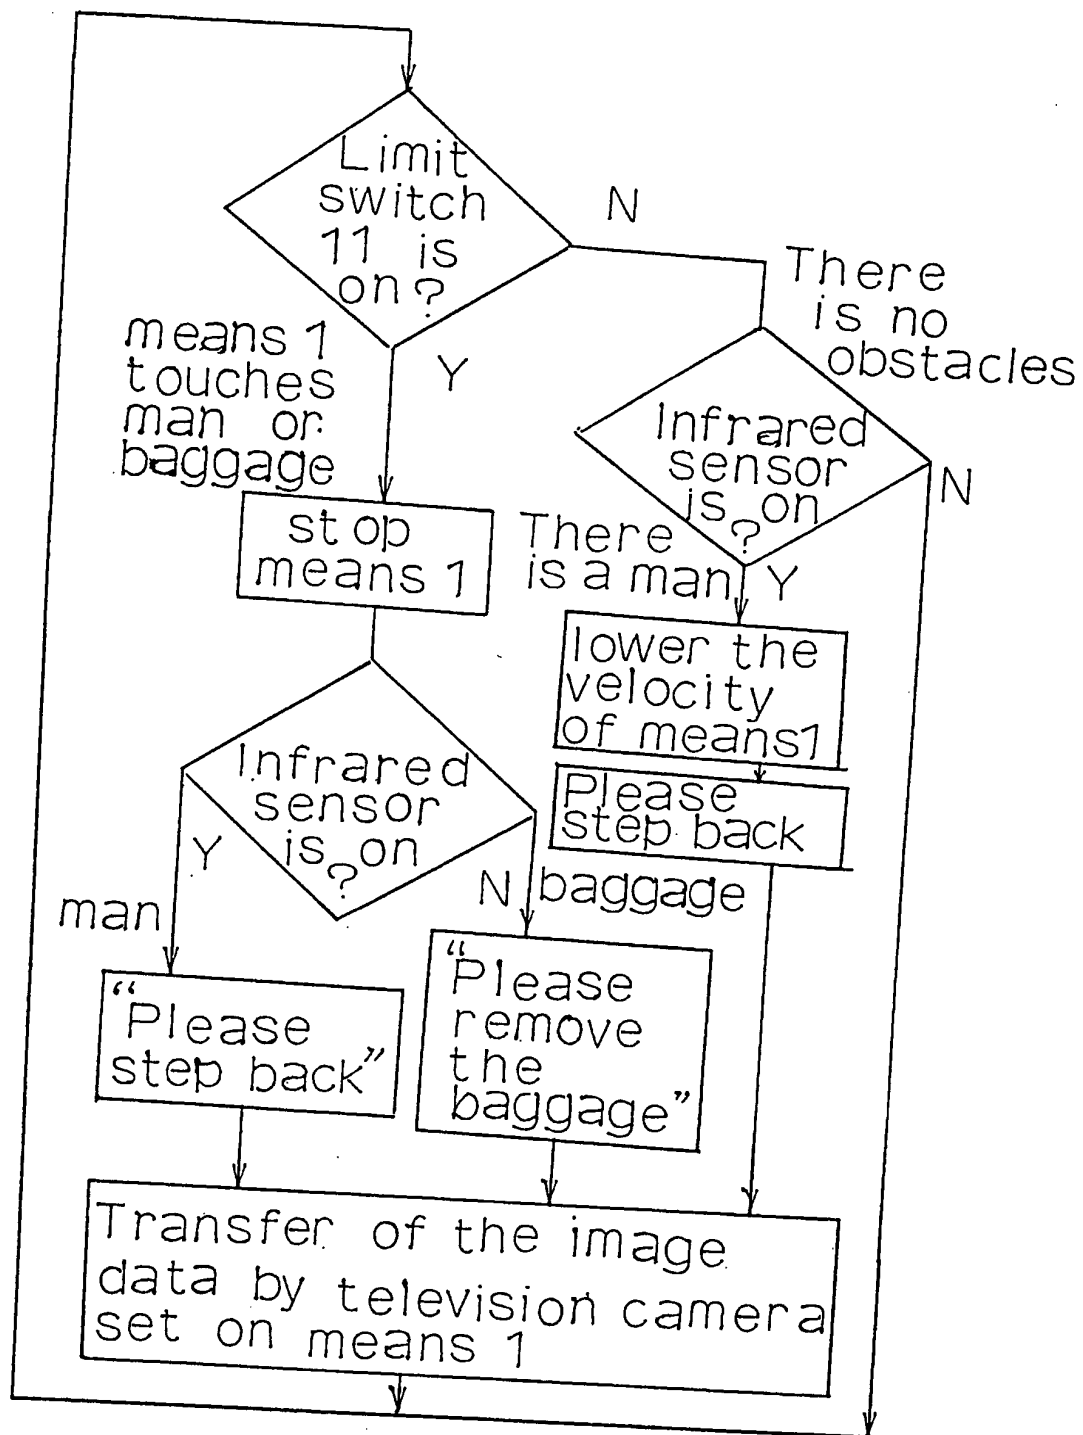 Limit
switch
11 is
on?
N
There
is no
obstacles
means 1
touches
man or
baggage
Y
Infrared
sensor
is on
?
N
stop
means 1
There
is a man
Y
lower the
velocity
of means1
Please
step back
Infrared
sensor
is on
?
Y
man
N
baggage
“Please
step back”
“Please
remove
the
baggage”
Transfer of the image
data by television camera
set on means 1